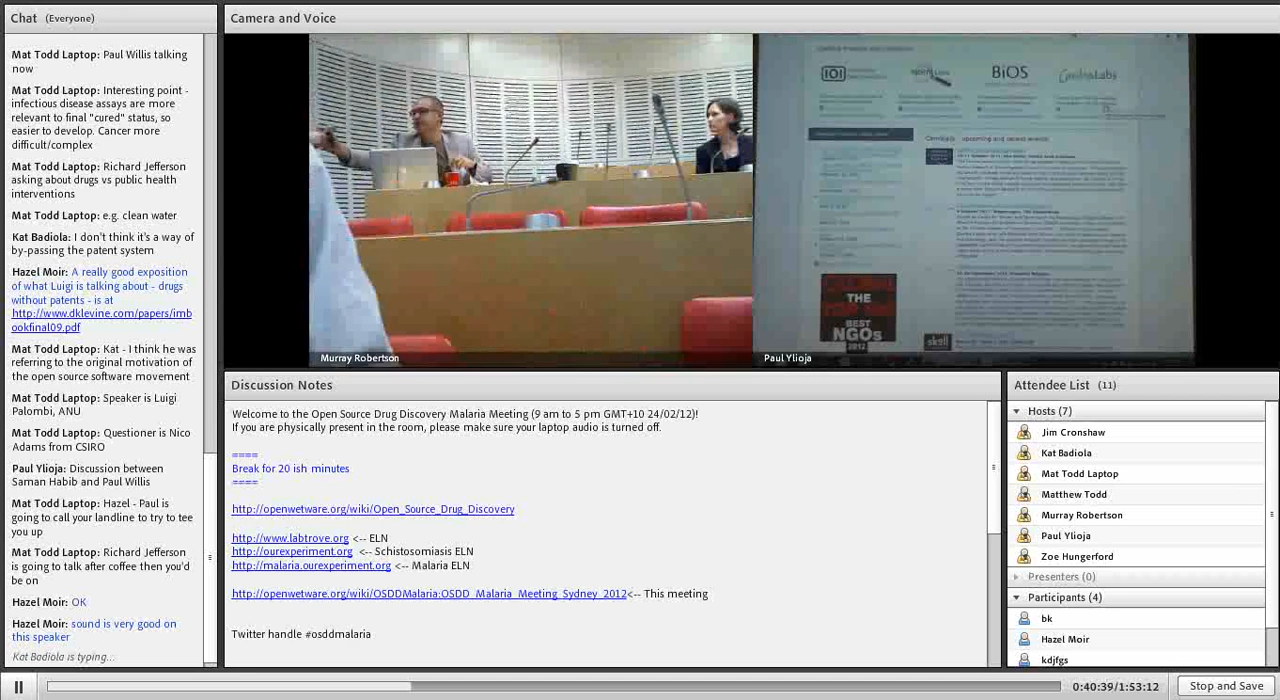 Chat (Everyone)
Mat Todd Laptop: Paul Willis talking
now
Mat Todd Laptop: Interesting point -
infectious disease assays are more
relevant to final "cured" status, so
easier to develop. Cancer more
difficult/complex
Mat Todd Laptop: Richard Jefferson
asking about drugs vs public health
interventions
Mat Todd Laptop: e.g. clean water
Kat Badiola: I don't think it's a way of
by-passing the patent system
Hazel Moir: A really good exposition
of what Luigi is talking about - drugs
without patents - is at
http://www.dklevine.com/papers/imb
ookfinal09.pdf
Mat Todd Laptop: Kat - I think he was
referring to the original motivation of
the open source software movement
Mat Todd Laptop: Speaker is Luigi
Palombi, ANU
Mat Todd Laptop: Questioner is Nico
Adams from CSIRO
Paul Ylioja: Discussion between
Saman Habib and Paul Willis
Mat Todd Laptop: Hazel - Paul is
going to call your landline to try to tee
you up
Mat Todd Laptop: Richard Jefferson
is going to talk after coffee then you'd
be on
Hazel Moir: OK
Hazel Moir: sound is very good on
this speaker
Kat Badiola is typing...
Camera and Voice
Murray Robertson
IOI
BiOS
CambiaLabs
upcoming and recent events
THE
BEST
NGOs
2012
skoll
Paul Ylioja
Discussion Notes
Welcome to the Open Source Drug Discovery Malaria Meeting (9 am to 5 pm GMT+10 24/02/12)!
If you are physically present in the room, please make sure your laptop audio is turned off.
====
Break for 20 ish minutes
====
http://openwetware.org/wiki/Open_Source_Drug_Discovery
http://www.labtrove.org <-- ELN
http://ourexperiment.org <-- Schistosomiasis ELN
http://malaria.ourexperiment.org <-- Malaria ELN
http://openwetware.org/wiki/OSDDMalaria:OSDD_Malaria_Meeting_Sydney_2012<-- This meeting
Twitter handle #osddmalaria
Attendee List (11)
Hosts (7)
Jim Cronshaw
Kat Badiola
Mat Todd Laptop
Matthew Todd
Murray Robertson
Paul Ylioja
Zoe Hungerford
Presenters (0)
Participants (4)
bk
Hazel Moir
kdjfgs
0:40:39/1:53:12
Stop and Save